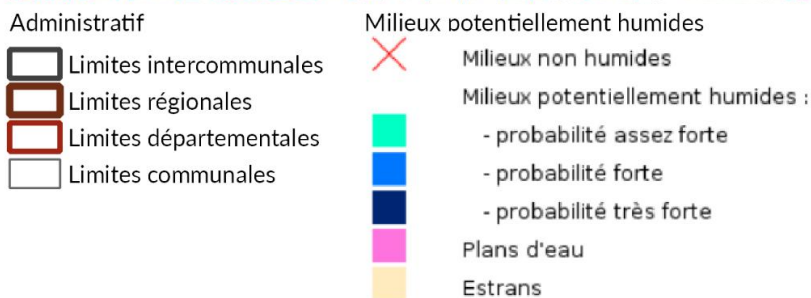 Administratif
Limites intercommunales
Limites régionales
Limites départementales
Limites communales
Milieux potentiellement humides
Milieux non humides
Milieux potentiellement humides :
- probabilité assez forte
- probabilité forte
- probabilité très forte
Plans d'eau
Estrans